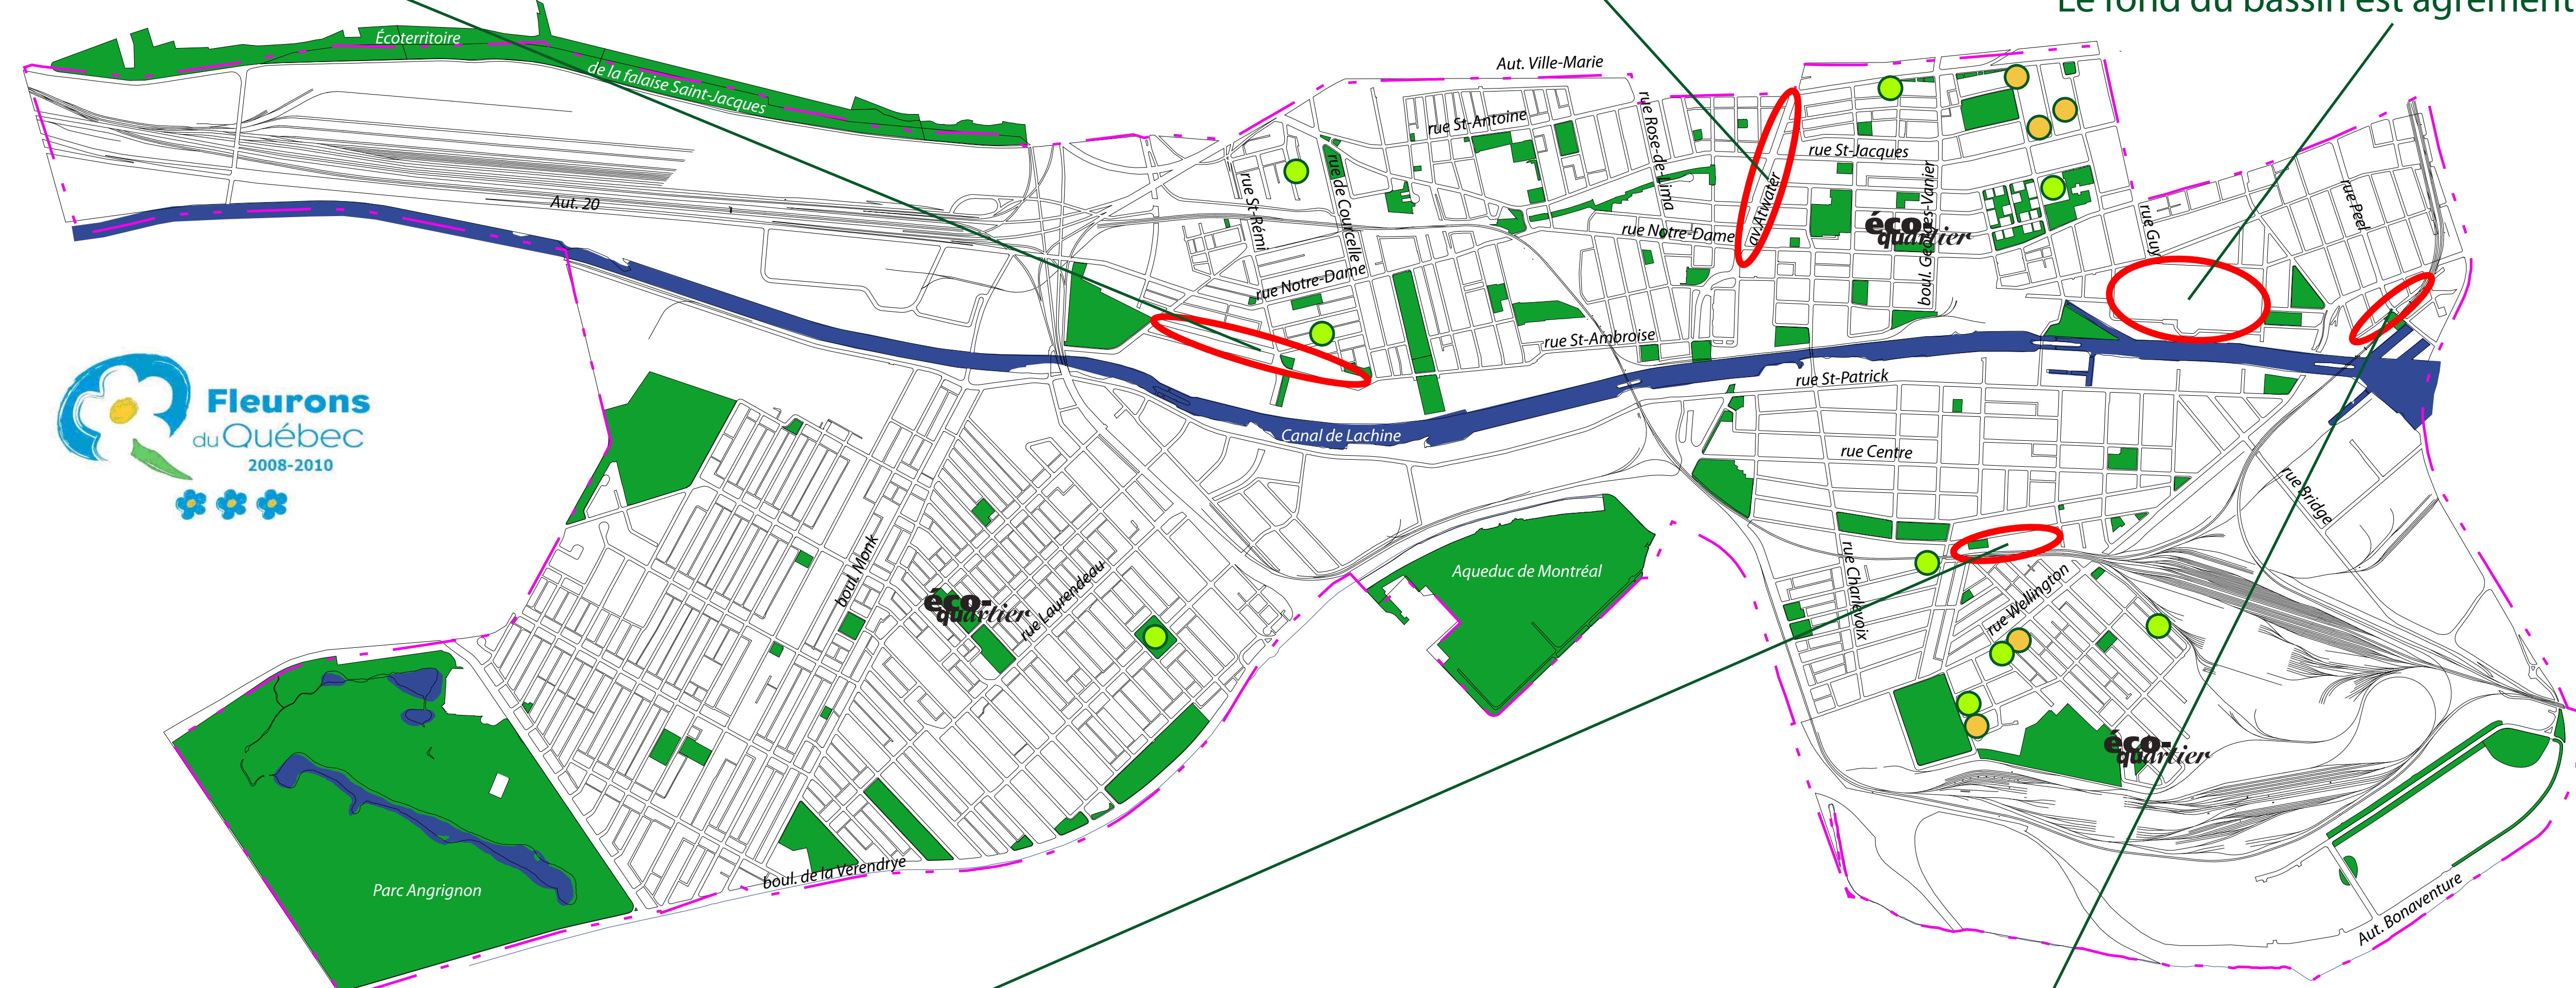 Le fond du bassin est agrément
Écoterritoire
de la falaise Saint-Jacques
Aut. Ville-Marie
rue St-Antoine
rue Rose-de-Lima
rue St-Jacques
av. Atwater
boul. Georges-Vanier
éco-
quartier
rue Guy
rue Peel
Aut. 20
rue St-Rémi
rue de Courcelle
rue Notre-Dame
rue Notre-Dame
rue St-Ambroise
rue St-Patrick
Canal de Lachine
rue Centre
rue Bridge
Fleurons
du Québec
2008-2010
boul. Monk
éco-
quartier
rue Laurendeau
Aqueduc de Montréal
rue Charlevoix
rue Wellington
éco-
quartier
boul. de la Verendrye
Parc Angrignon
Aut. Bonaventure